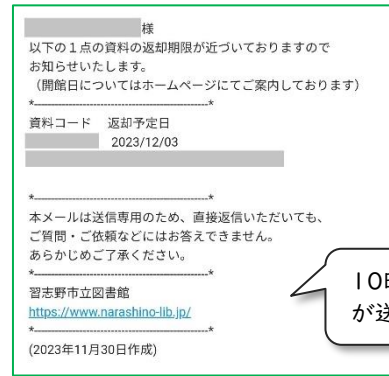 様
以下の１点の資料の返却期限が近づいておりますので
お知らせいたします。
（開館日についてはホームページにてご案内しております）
*----------------------------------------*
資料コード　返却予定日
2023/12/03
*----------------------------------------*
本メールは送信専用のため、直接返信いただいても、
ご質問・ご依頼などにはお答えできません。
あらかじめご了承ください。
*----------------------------------------*
習志野市立図書館
https://www.narashino-lib.jp/
*----------------------------------------*
(2023年11月30日作成)
10
が送